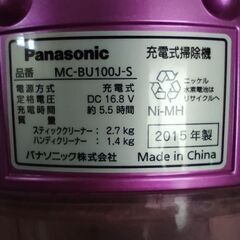 Panasonic 充電式掃除機
品番 MC-BU100J-S
電源方式 充電式
定格電圧 DC 16.8 V
充電時間 約 5.5 時間
質量
スティッククリーナー : 2.7 kg
ハンディクリーナー : 1.4 kg
パナソニック株式会社
ニッケル
水素電池は
リサイクルへ
Ni-MH
2015 年製
Made in China